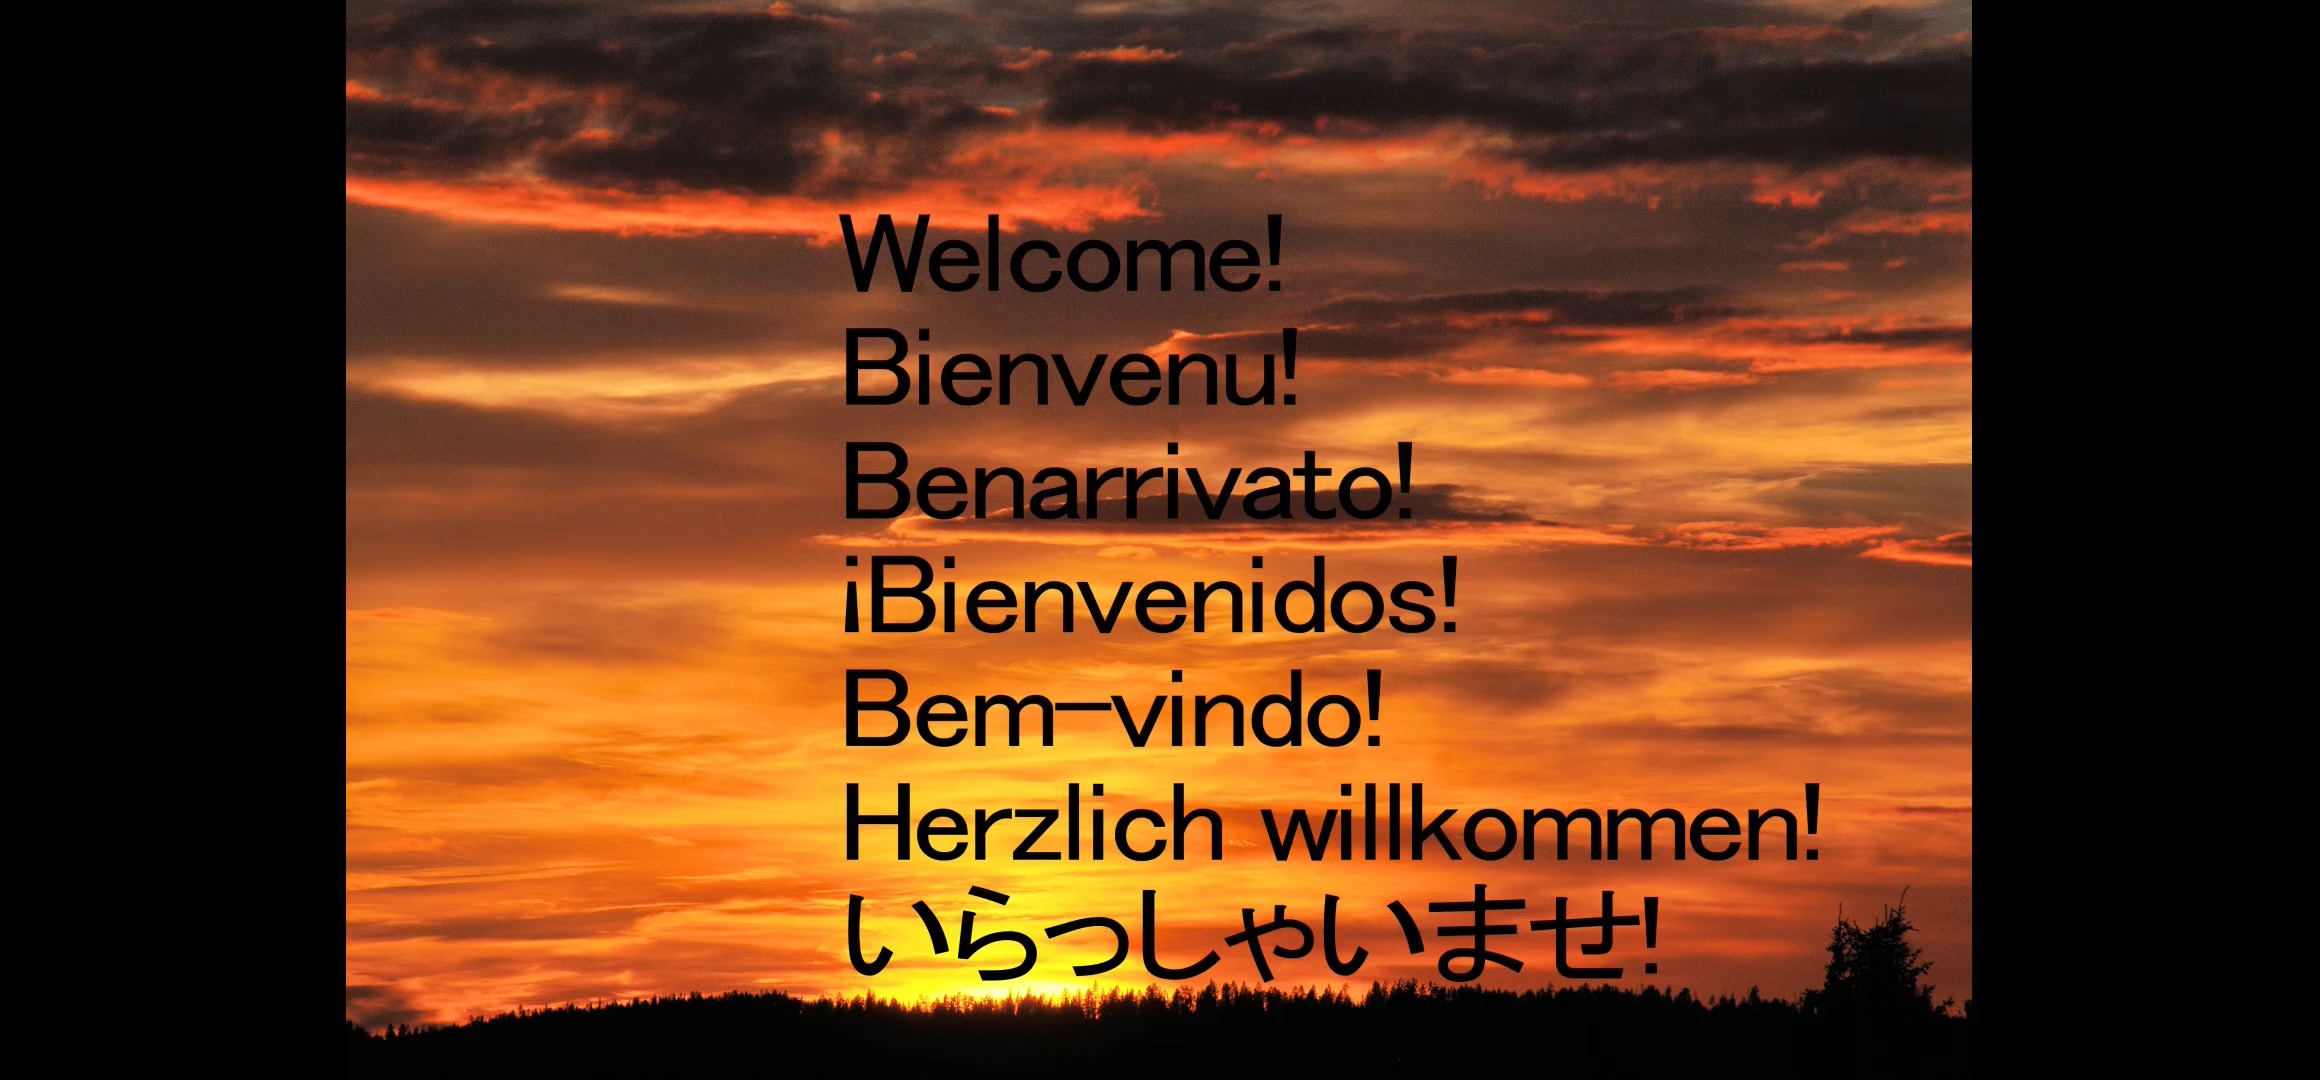 Welcome!
Bienvenu!
Benarrivato!
¡Bienvenidos!
Bem-vindo!
Herzlich willkommen!
いらっしゃいませ!